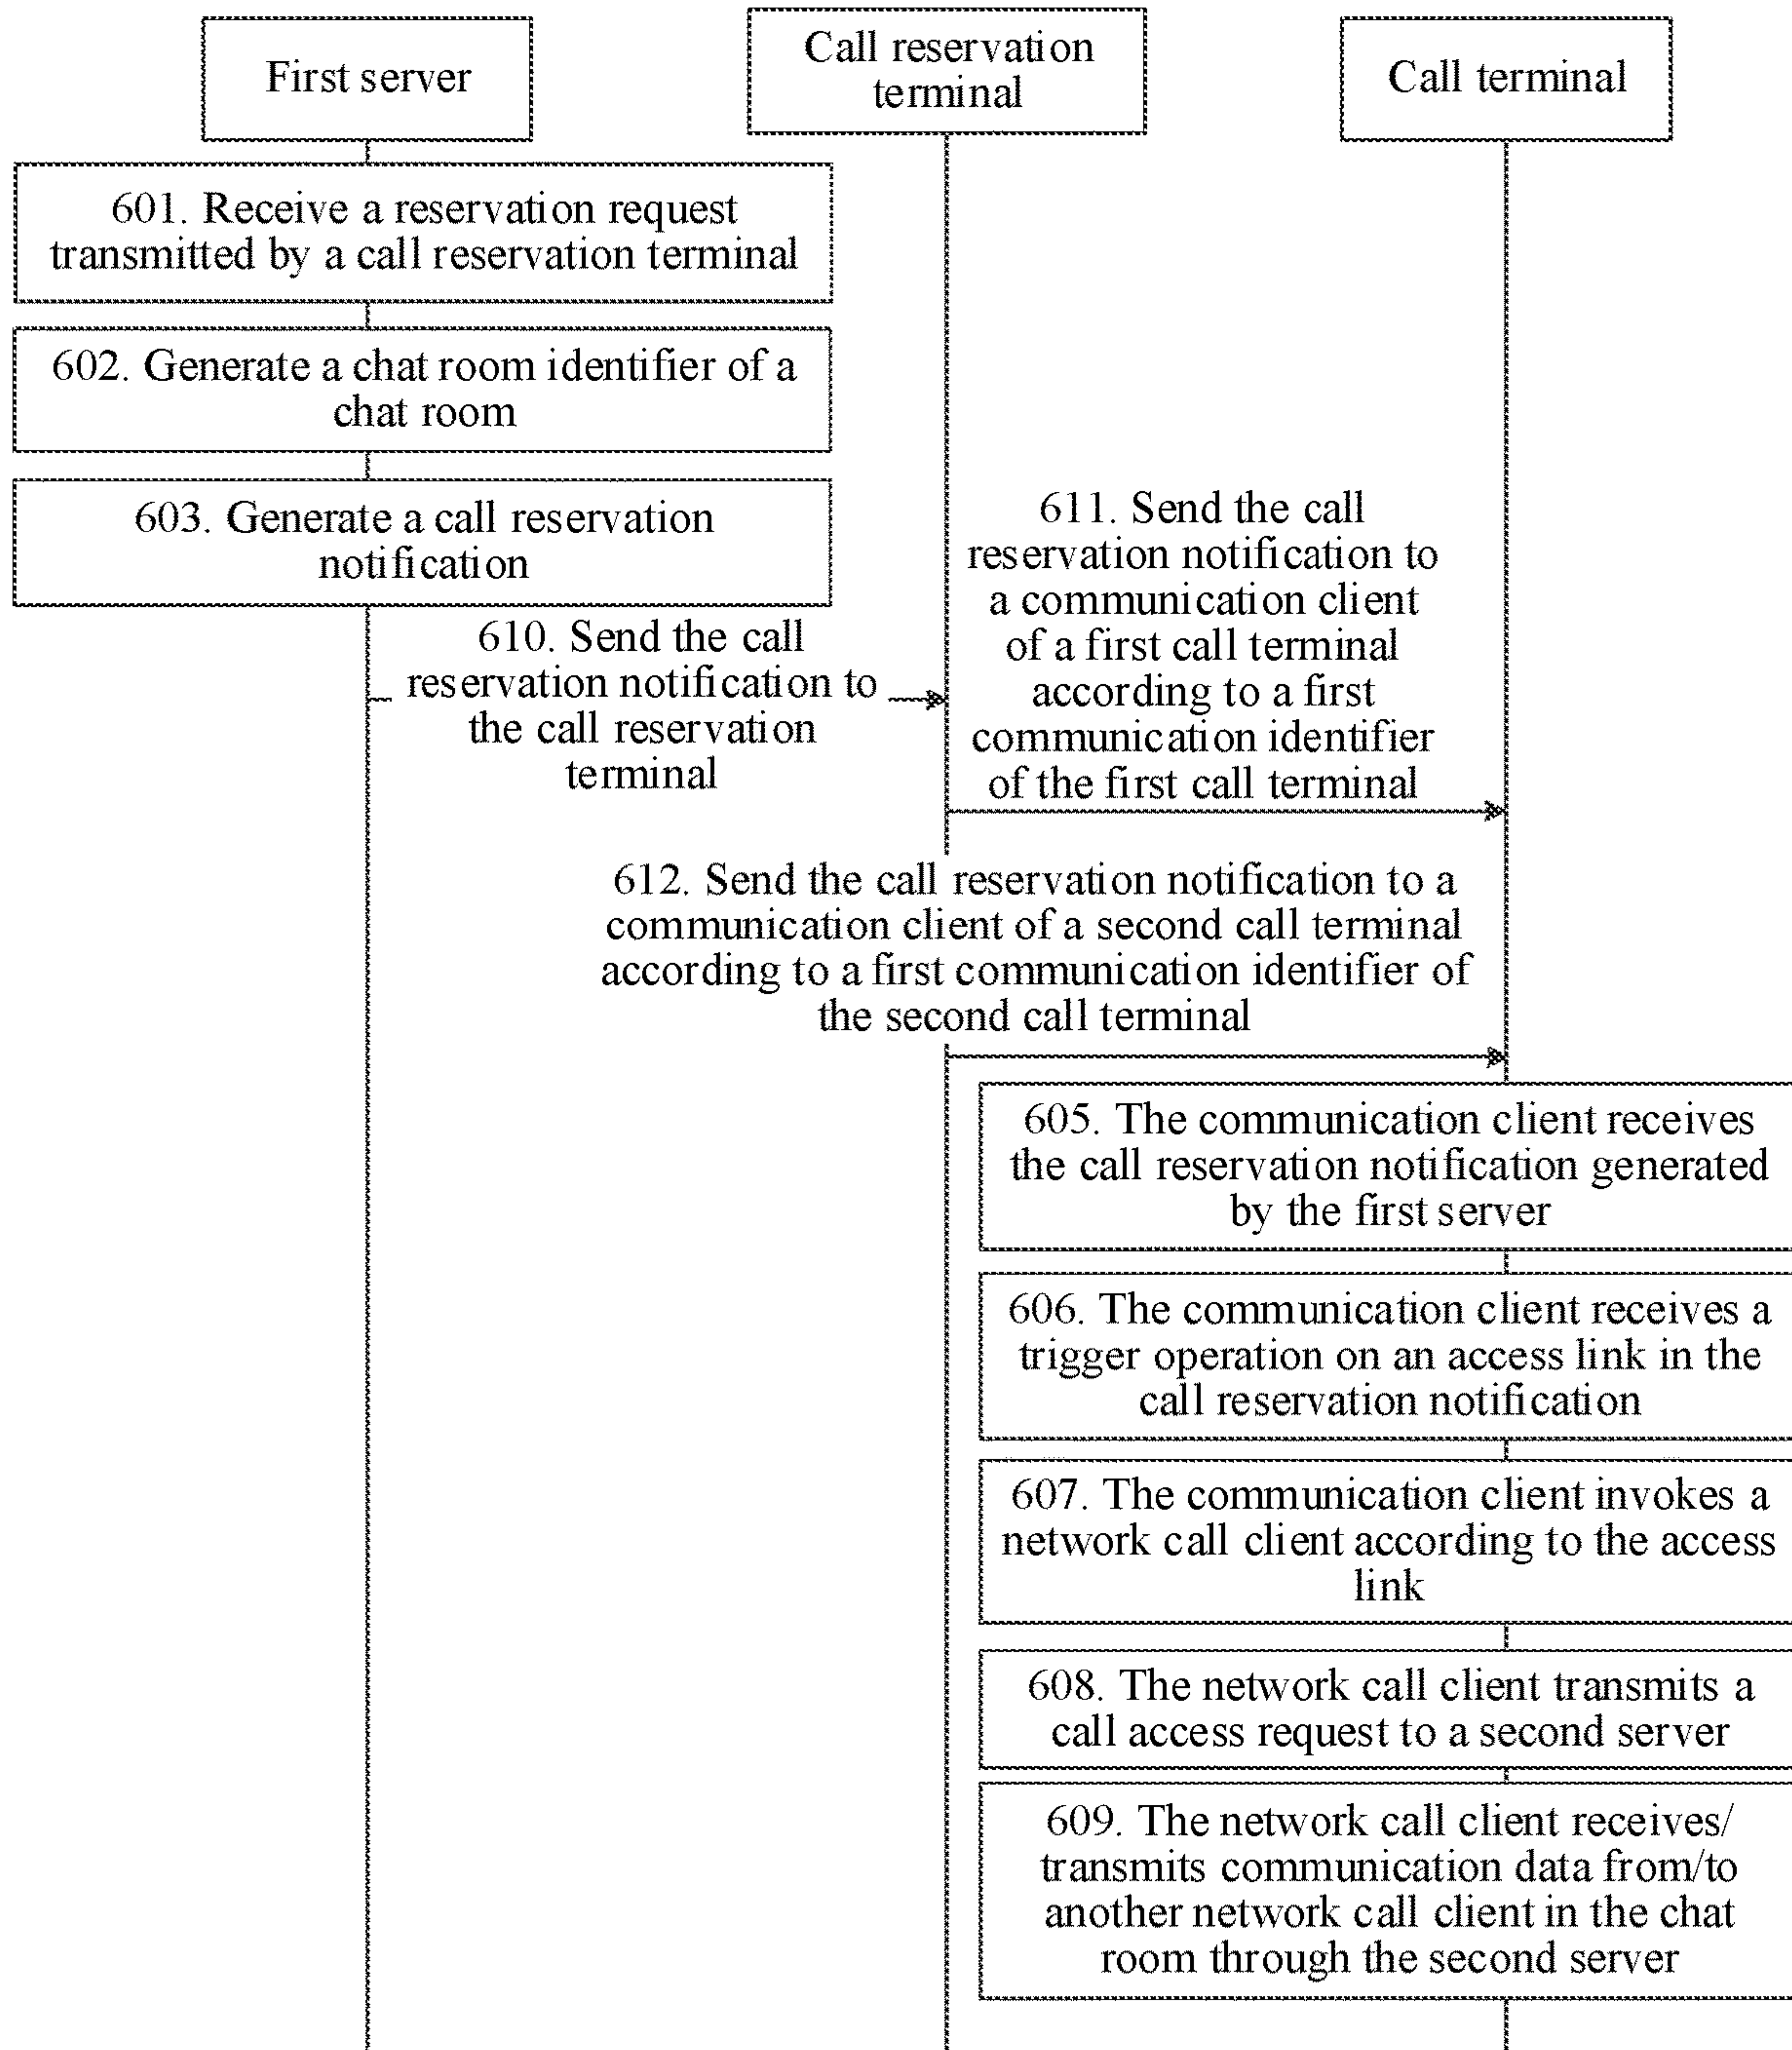 First server
Call reservation
terminal
Call terminal
601. Receive a reservation request
transmitted by a call reservation terminal
602. Generate a chat room identifier of a
chat room
603. Generate a call reservation
notification
610. Send the call
reservation notification to
the call reservation
terminal
611. Send the call
reservation notification to
a communication client
of a first call terminal
according to a first
communication identifier
of the first call terminal
612. Send the call reservation notification to a
communication client of a second call terminal
according to a first communication identifier of
the second call terminal
605. The communication client receives
the call reservation notification generated
by the first server
606. The communication client receives a
trigger operation on an access link in the
call reservation notification
607. The communication client invokes a
network call client according to the access
link
608. The network call client transmits a
call access request to a second server
609. The network call client receives/
transmits communication data from/to
another network call client in the chat
room through the second server